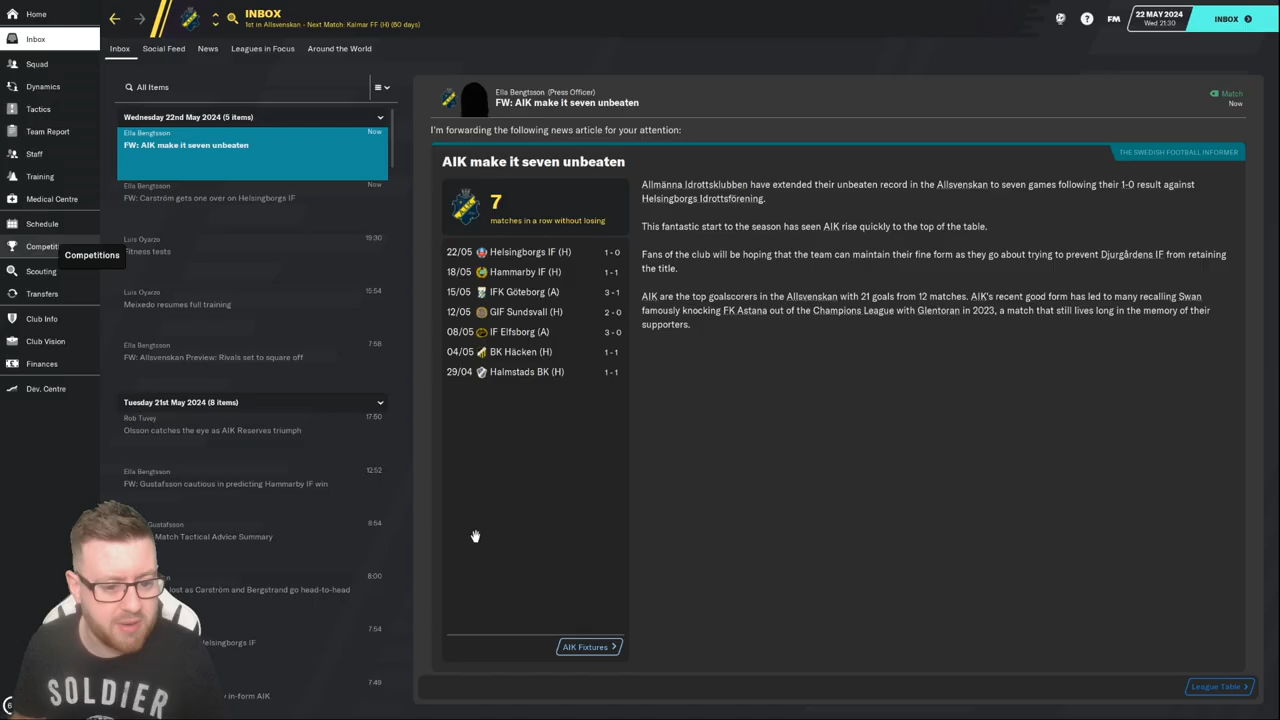 Home
Inbox
Squad
Dynamics
Tactics
Team Report
Staff
Training
Medical Centre
Schedule
Competiti
Competitions
Scouting
Transfers
Club Info
Club Vision
Finances
Dev. Centre
INBOX
1st in Allsvenskan - Next Match: Kalmar FF (H) (60 days)
FM
22 MAY 2024
Wed 21:30
INBOX
Inbox
Social Feed
News
Leagues in Focus
Around the World
All Items
Wednesday 22nd May 2024 (5 items)
Ella Bengtsson Now
FW: AIK make it seven unbeaten
Ella Bengtsson Now
FW: Carström gets one over on Helsingborgs IF
Luis Oyarzo 19:30
Fitness tests
Luis Oyarzo 15:54
Meixedo resumes full training
Ella Bengtsson 7:58
FW: Allsvenskan Preview: Rivals set to square off
Tuesday 21st May 2024 (8 items)
Rob Tuvey 17:50
Olsson catches the eye as AIK Reserves triumph
Ella Bengtsson 12:52
FW: Gustafsson cautious in predicting Hammarby IF win
Gustafsson 8:54
Match Tactical Advice Summary
8:00
lost as Carström and Bergstrand go head-to-head
7:54
Helsingborgs IF
7:49
in-form AIK
Ella Bengtsson (Press Officer)
FW: AIK make it seven unbeaten
Match
Now
I'm forwarding the following news article for your attention:
THE SWEDISH FOOTBALL INFORMER
AIK make it seven unbeaten
7
matches in a row without losing
22/05 Helsingborgs IF (H) 1 - 0
18/05 Hammarby IF (H) 1 - 1
15/05 IFK Göteborg (A) 3 - 1
12/05 GIF Sundsvall (H) 2 - 0
08/05 IF Elfsborg (A) 3 - 0
04/05 BK Häcken (H) 1 - 1
29/04 Halmstads BK (H) 1 - 1
AIK Fixtures
Allmänna Idrottsklubben have extended their unbeaten record in the Allsvenskan to seven games following their 1-0 result against
Helsingborgs Idrottsförening.
This fantastic start to the season has seen AIK rise quickly to the top of the table.
Fans of the club will be hoping that the team can maintain their fine form as they go about trying to prevent Djurgårdens IF from retaining
the title.
AIK are the top goalscorers in the Allsvenskan with 21 goals from 12 matches. AIK's recent good form has led to many recalling Swan
famously knocking FK Astana out of the Champions League with Glentoran in 2023, a match that still lives long in the memory of their
supporters.
League Table
SOLDIER